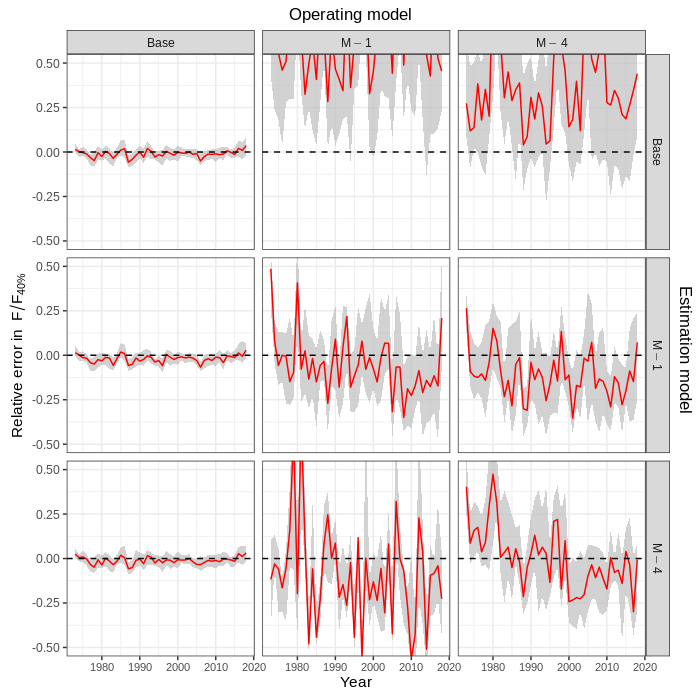 Operating model
Base M − 1 M − 4
0.50
0.25
0.00
-0.25
-0.50
Base
0.50
0.25
0.00
-0.25
-0.50
M − 1
0.50
0.25
0.00
-0.25
-0.50
M − 4
Relative error in F/F40%
Estimation model
1980 1990 2000 2010 2020 1980 1990 2000 2010 2020 1980 1990 2000 2010 2020
Year